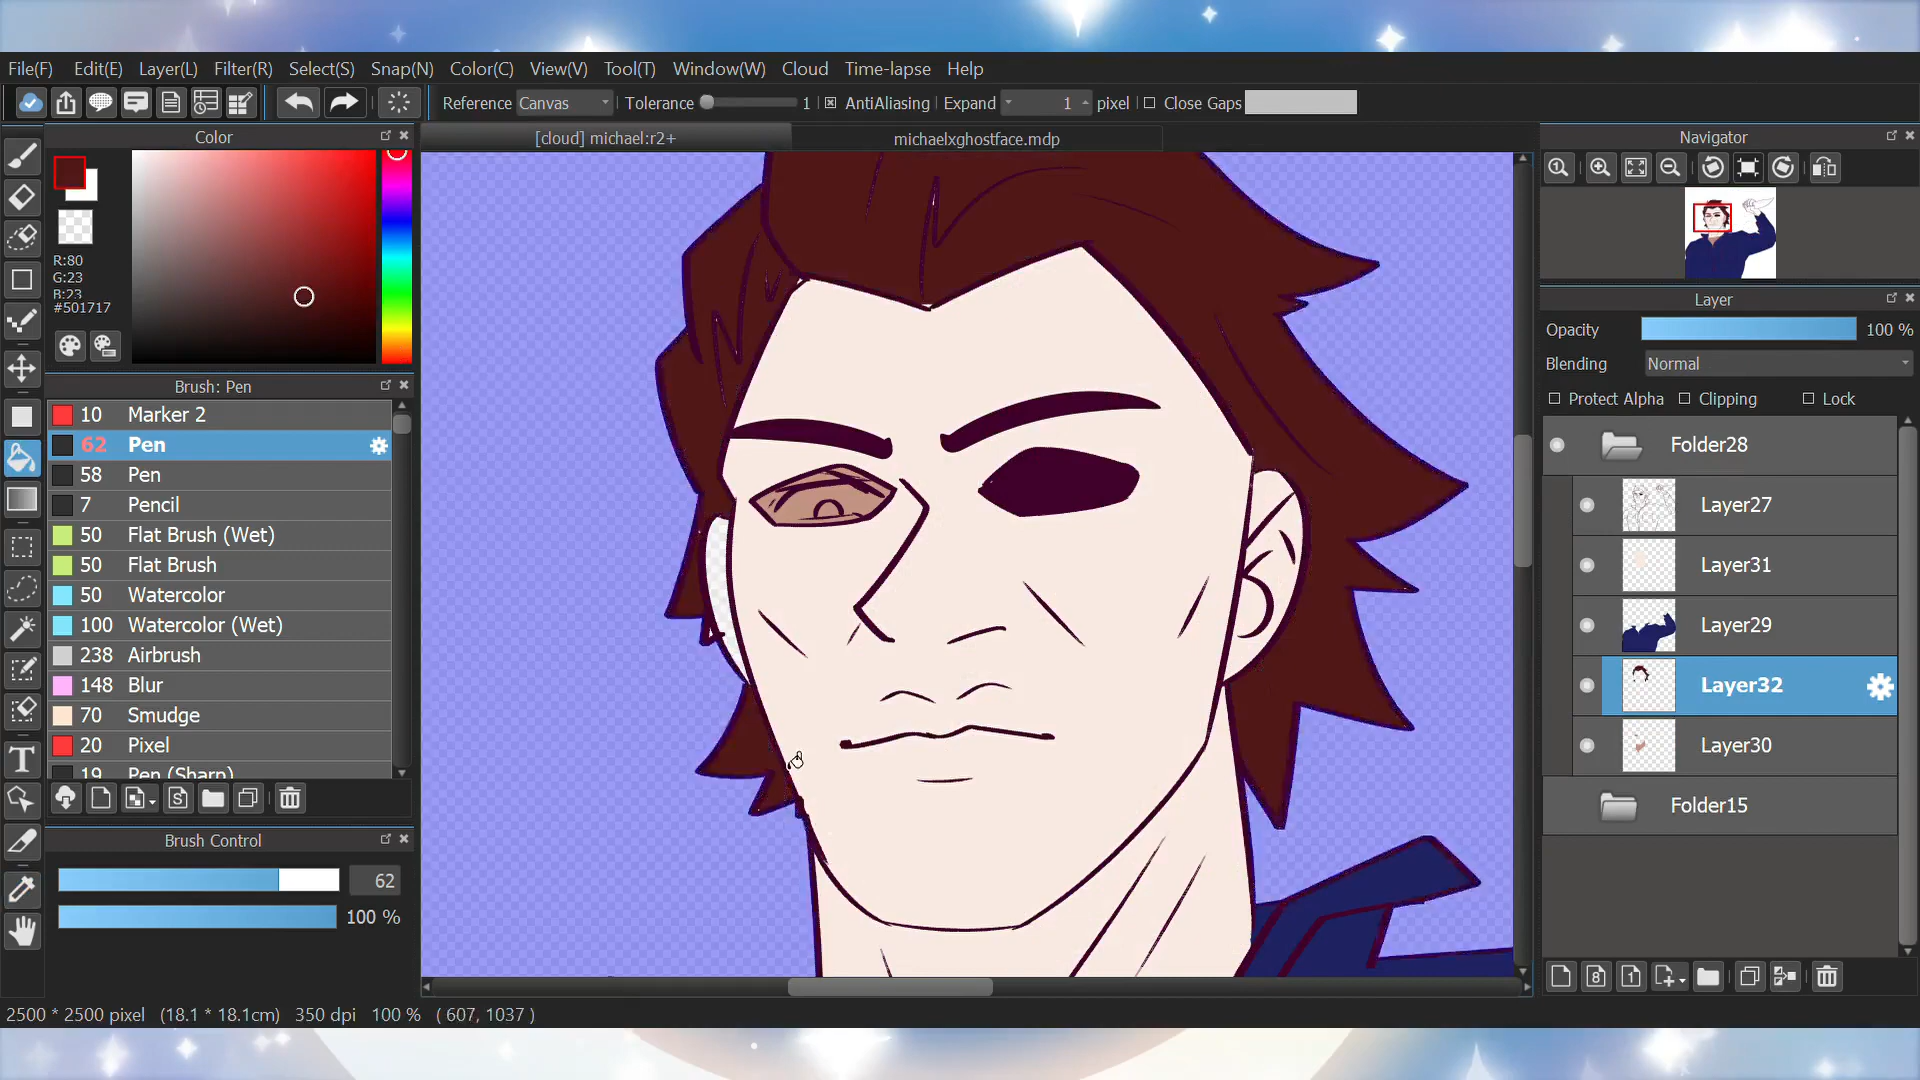 File(F) Edit(E) Layer(L) Filter(R) Select(S) Snap(N) Color(C) View(V) Tool(T) Window(W) Cloud Time-lapse Help
Reference Canvas Tolerance 1 AntiAliasing Expand 1 pixel Close Gaps
Color
R:80
G:23
B:23
#501717
Brush: Pen
10 Marker 2
62 Pen
58 Pen
7 Pencil
50 Flat Brush (Wet)
50 Flat Brush
50 Watercolor
100 Watercolor (Wet)
238 Airbrush
148 Blur
70 Smudge
20 Pixel
19 Pen (Sharp)
S
T
Brush Control
62
100 %
[cloud] michael:r2+
michaelxghostface.mdp
Navigator
1
Layer
Opacity 100 %
Blending Normal
Protect Alpha Clipping Lock
Folder28
Layer27
Layer31
Layer29
Layer32
Layer30
Folder15
8 1
2500 * 2500 pixel (18.1 * 18.1cm) 350 dpi 100 % ( 607, 1037 )